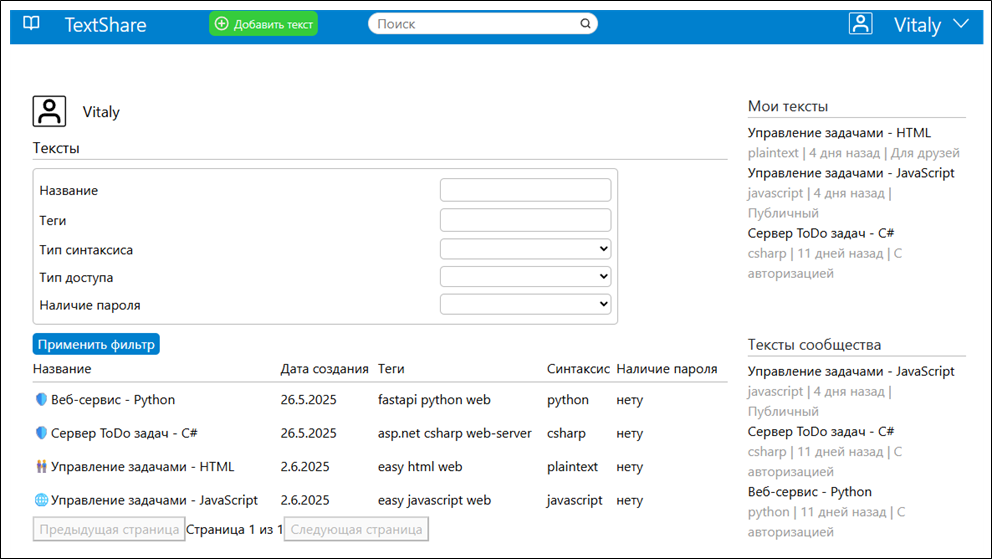 TextShare
Добавить текст
Поиск
Vitaly
Vitaly
Тексты
Название
Теги
Тип синтаксиса
Тип доступа
Наличие пароля
Применить фильтр
Название Дата создания Теги Синтаксис Наличие пароля
Веб-сервис - Python 26.5.2025 fastapi python web python нету
Сервер ToDo задач - C# 26.5.2025 asp.net csharp web-server csharp нету
Управление задачами - HTML 2.6.2025 easy html web plaintext нету
Управление задачами - JavaScript 2.6.2025 easy javascript web javascript нету
Предыдущая страница Страница 1 из 1 Следующая страница
Мои тексты
Управление задачами - HTML
plaintext | 4 дня назад | Для друзей
Управление задачами - JavaScript
javascript | 4 дня назад |
Публичный
Сервер ToDo задач - C#
csharp | 11 дней назад | С
авторизацией
Тексты сообщества
Управление задачами - JavaScript
javascript | 4 дня назад |
Публичный
Сервер ToDo задач - C#
csharp | 11 дней назад | С
авторизацией
Веб-сервис - Python
python | 11 дней назад | С
авторизацией